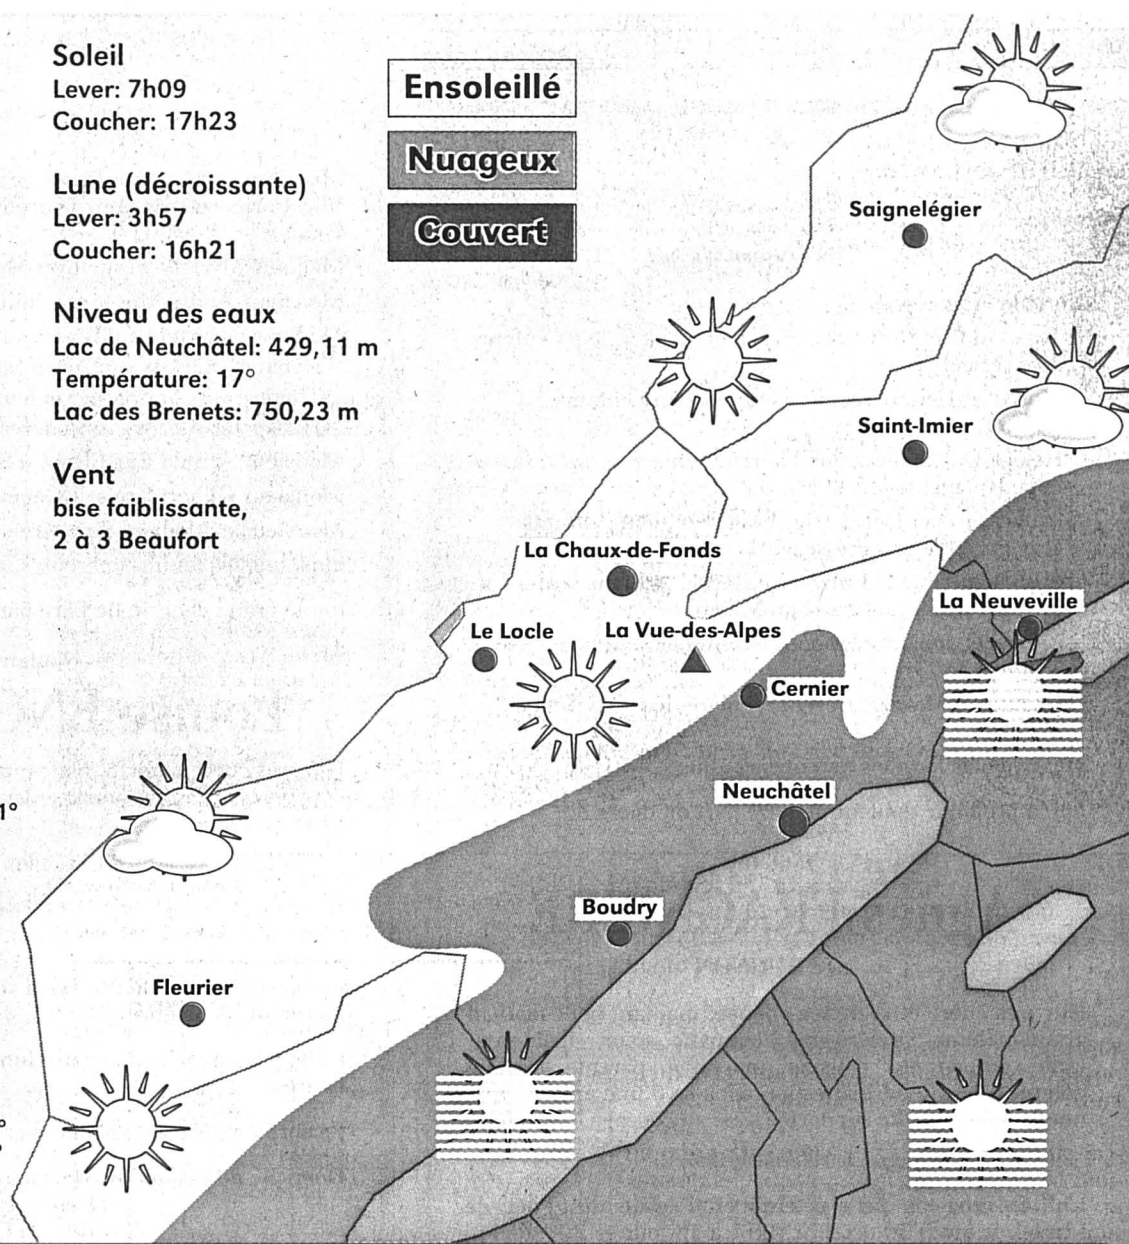 Soleil
Lever: 7h09
Coucher: 17h23
Lune (décroissante)
Lever: 3h57
Coucher: 16h21
Niveau des eaux
Lac de Neuchâtel: 429,11 m
Température: 17°
Lac des Brenets: 750,23 m
Vent
bise faiblissante,
2 à 3 Beaufort
Ensoleillé
Nuageux
Couvert
Saignelégier
Saint-Imier
La Chaux-de-Fonds
La Neuveville
Le Locle
La Vue-des-Alpes
Cernier
Neuchâtel
1°
Boudry
Fleurier